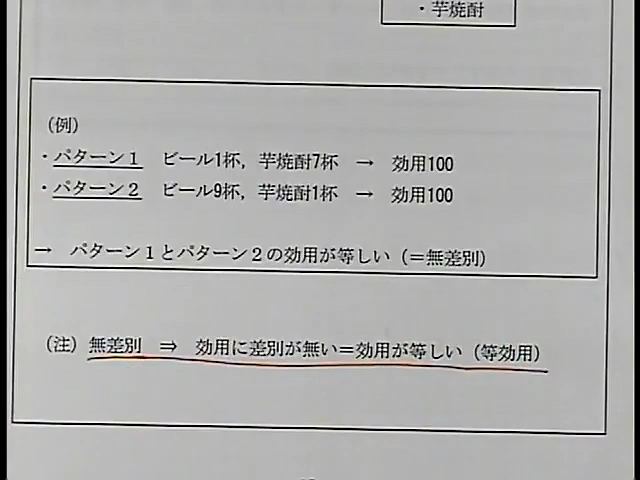 ・芋焼酎
（例）
・パターン１　ビール1杯，芋焼酎7杯　→　効用100
・パターン２　ビール9杯，芋焼酎1杯　→　効用100
→　パターン１とパターン２の効用が等しい（＝無差別）
（注）無差別　⇒　効用に差別が無い＝効用が等しい（等効用）